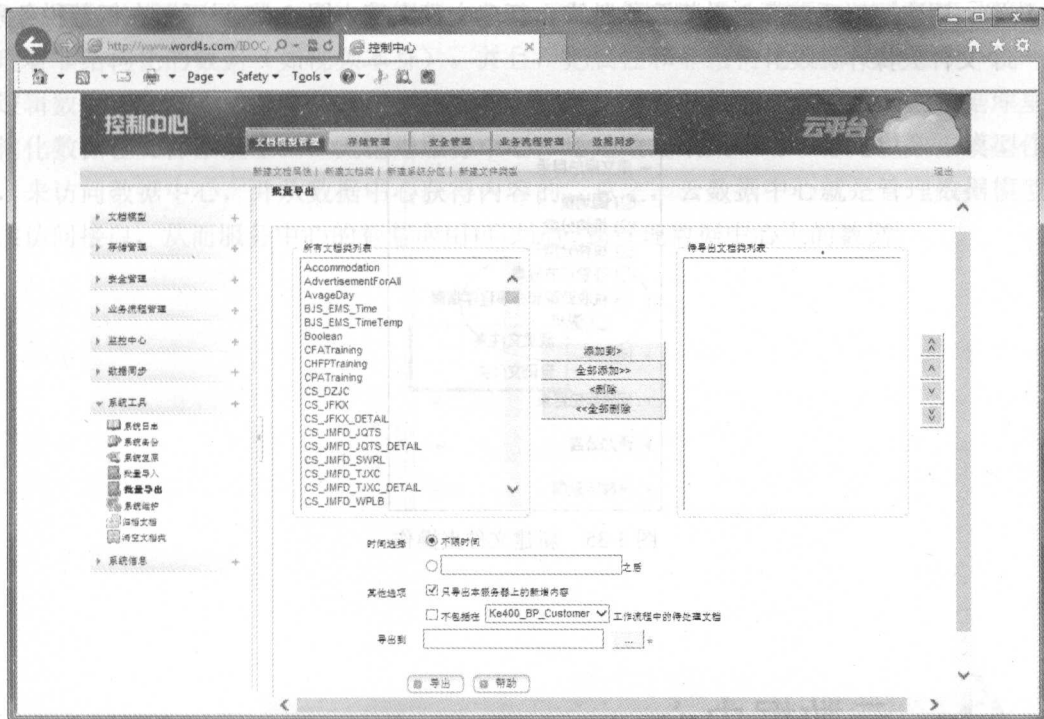 http://www.word4s.com/IDOC
控制中心
Page Safety Tools
控制中心
云平台
文档模型管理 存储管理 安全管理 业务流程管理 数据同步
新建文档属性 | 新建文档类 | 新建系统分包 | 新建文件类型
退出
批量导出
文档模型
存储管理
安全管理
业务流程管理
监控中心
数据同步
系统工具
系统日志
系统备份
系统复原
批量导入
批量导出
系统维护
归档文档
清空文档类
系统信息
所有文档类列表
Accommodation
AdvertisementForAll
AvageDay
BJS_EMS_Time
BJS_EMS_TimeTemp
Boolean
CFATraining
CHFPTraining
CPATraining
CS_DZJC
CS_JFKX
CS_JFKX_DETAIL
CS_JMFD_JQTS
CS_JMFD_JQTS_DETAIL
CS_JMFD_SWRL
CS_JMFD_TJXC
CS_JMFD_TJXC_DETAIL
CS_JMFD_WPLB
添加到>
全部添加>>
<删除
<<全部删除
待导出文档类列表
时间选择 不限时间
之后
其他选项 只导出本服务器上的新增内容
不包括在 Ke400_BP_Customer 工作流程中的待处理文档
导出到 ... *
导出 帮助